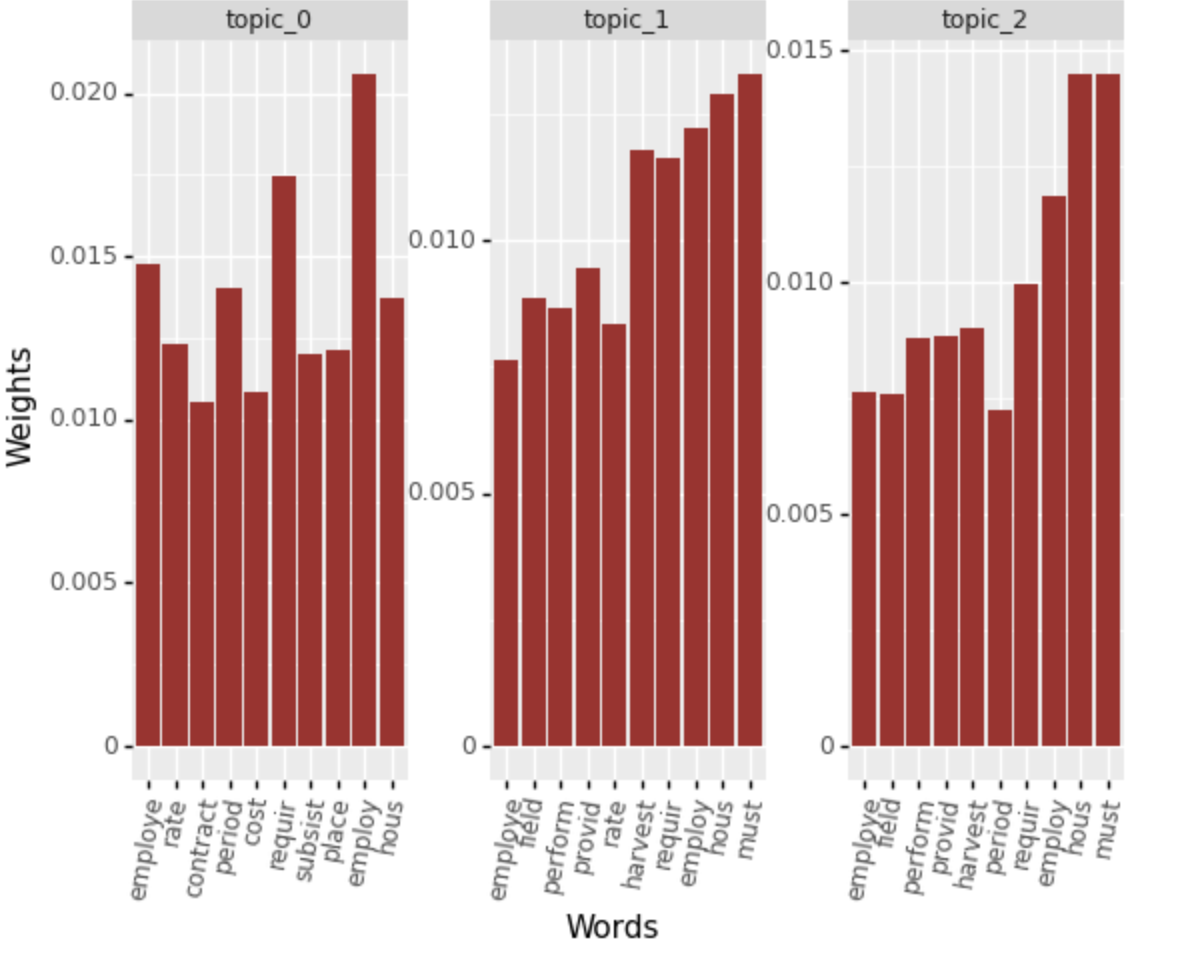 topic_0
topic_1
topic_2
Weights
0.020
0.015
0.010
0.005
0
0.010
0.005
0
0.015
0.010
0.005
0
employe
rate
contract
period
cost
requir
subsist
place
employ
hous
employe
field
perform
provid
rate
harvest
requir
employ
hous
must
employe
field
perform
provid
harvest
period
requir
employ
hous
must
Words